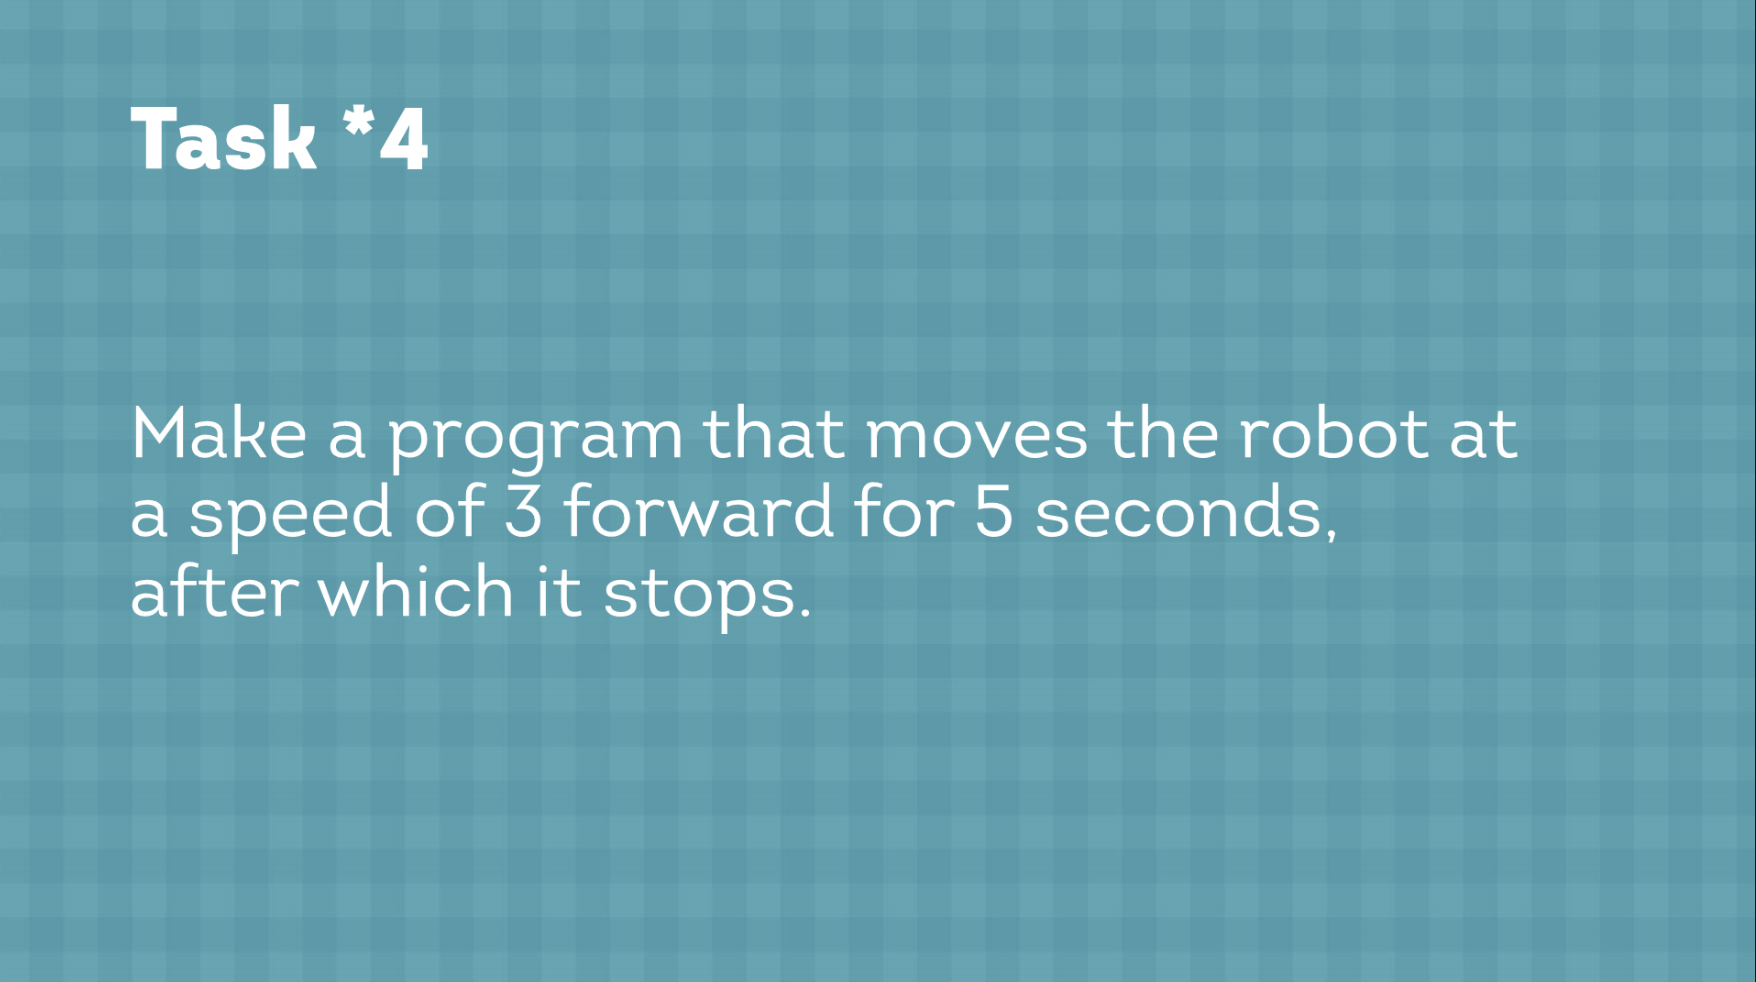 Task *4
Make a program that moves the robot at
a speed of 3 forward for 5 seconds,
after which it stops.